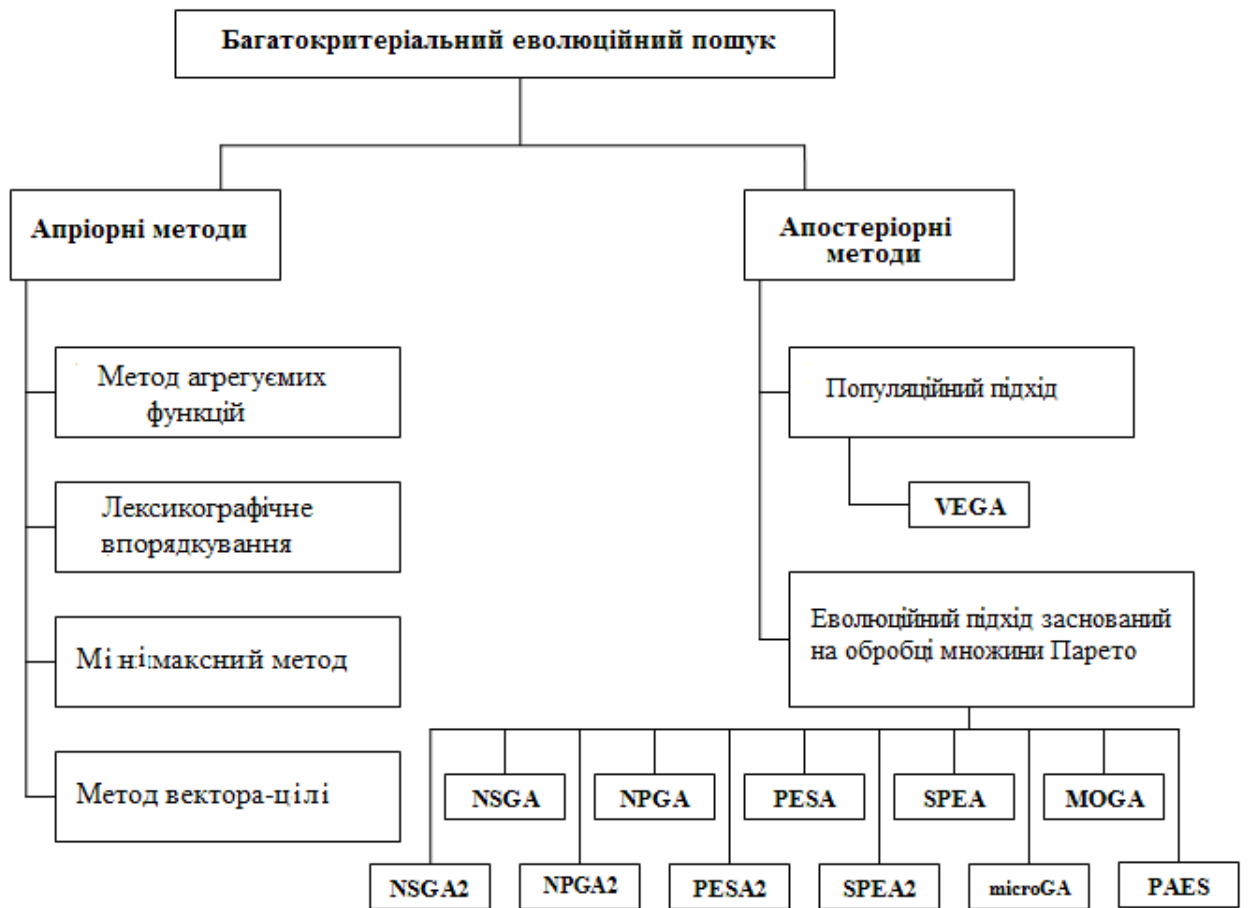 Багатокритеріальний еволюційний пошук
Апріорні методи
Апостеріорні
методи
Метод агрегуємих
функцій
Лексикографічне
впорядкування
Мінімаксний метод
Метод вектора-цілі
Популяційний підхід
VEGA
Еволюційний підхід заснований
на обробці множини Парето
NSGA
NPGA
PESA
SPEA
MOGA
NSGA2
NPGA2
PESA2
SPEA2
microGA
PAES